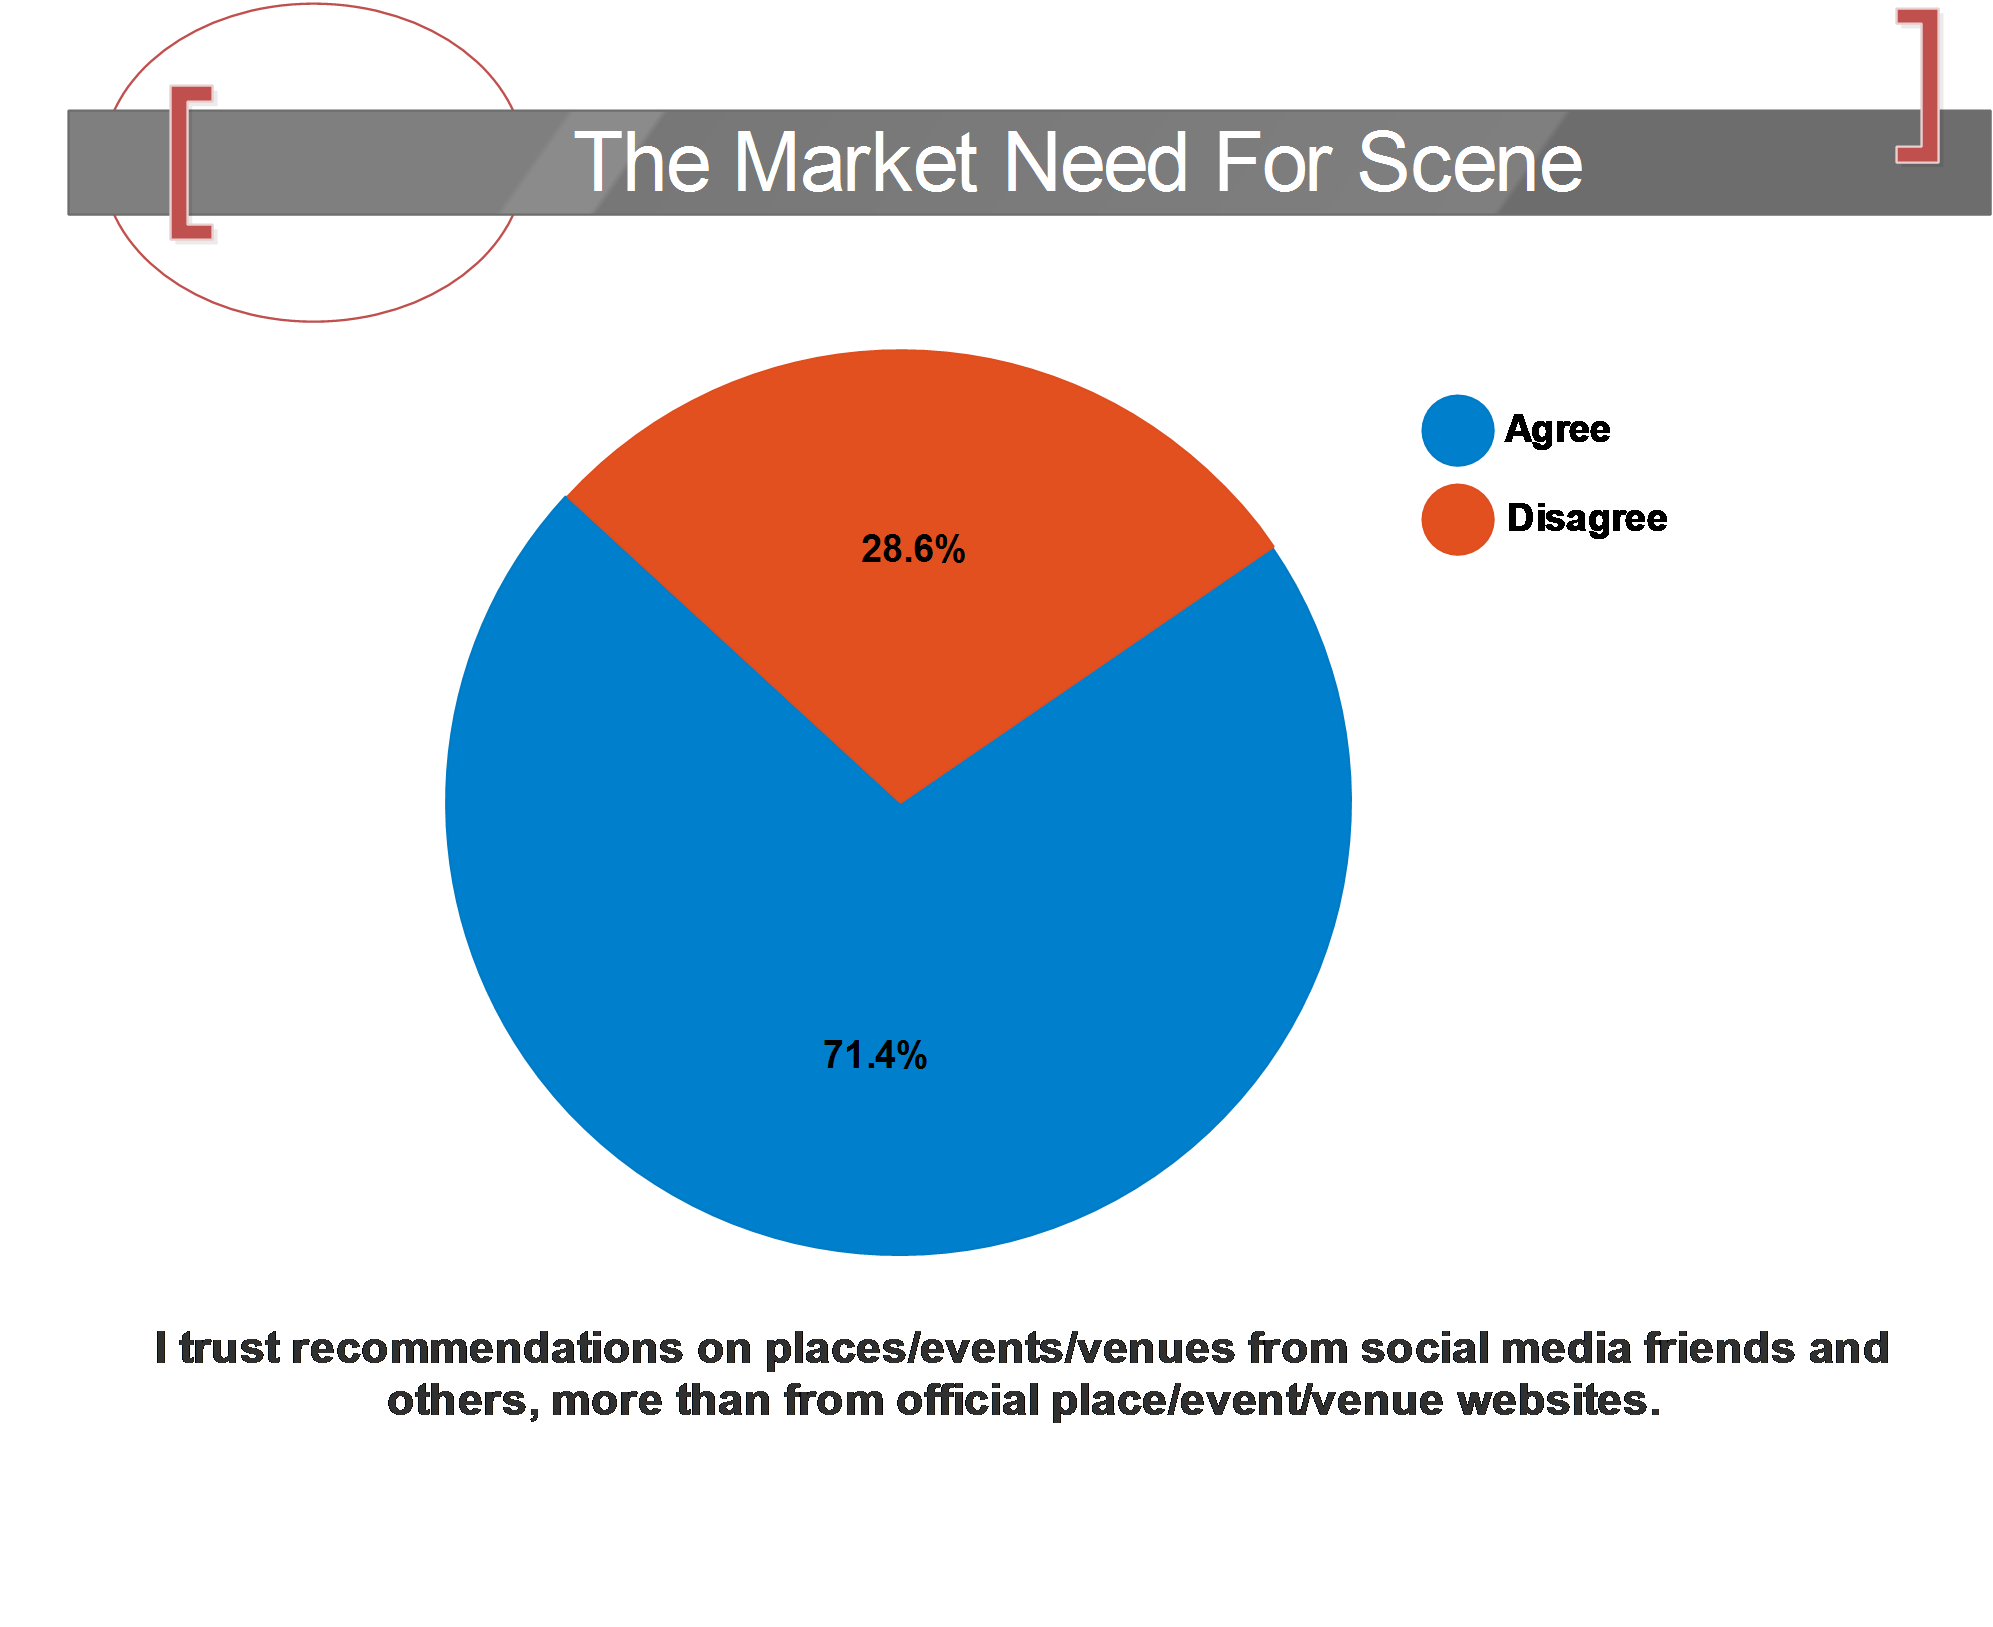 The Market Need For Scene
Agree
Disagree
28.6%
71.4%
I trust recommendations on places/events/venues from social media friends and
others, more than from official place/event/venue websites.